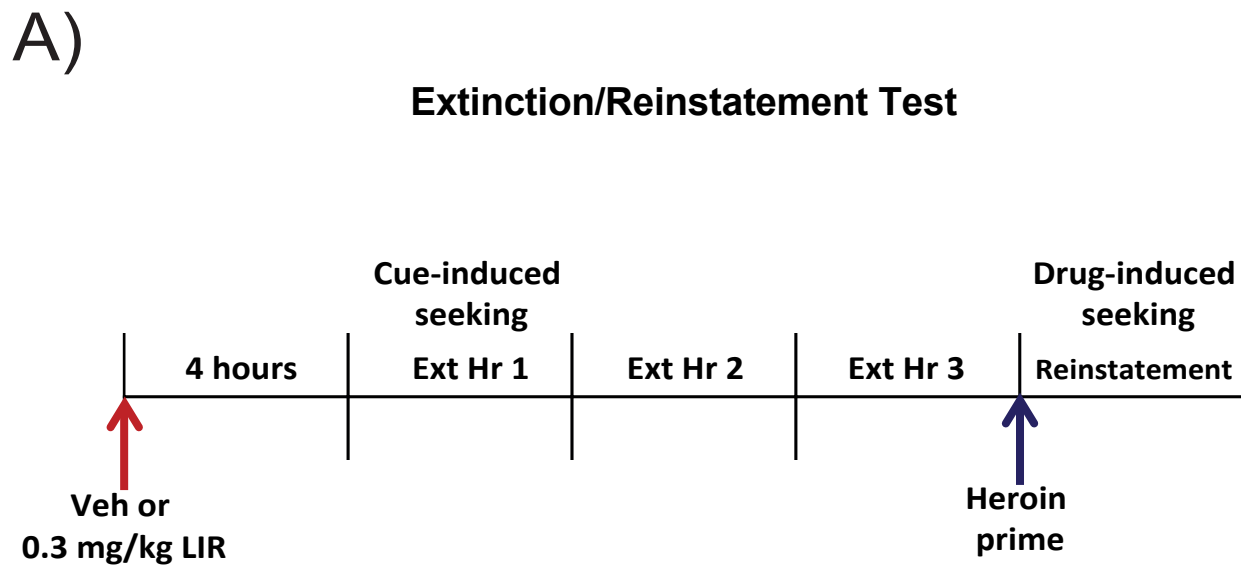 A)
Extinction/Reinstatement Test
Cue-induced
seeking
Drug-induced
seeking
4 hours
Ext Hr 1
Ext Hr 2
Ext Hr 3
Reinstatement
Veh or
0.3 mg/kg LIR
Heroin
prime